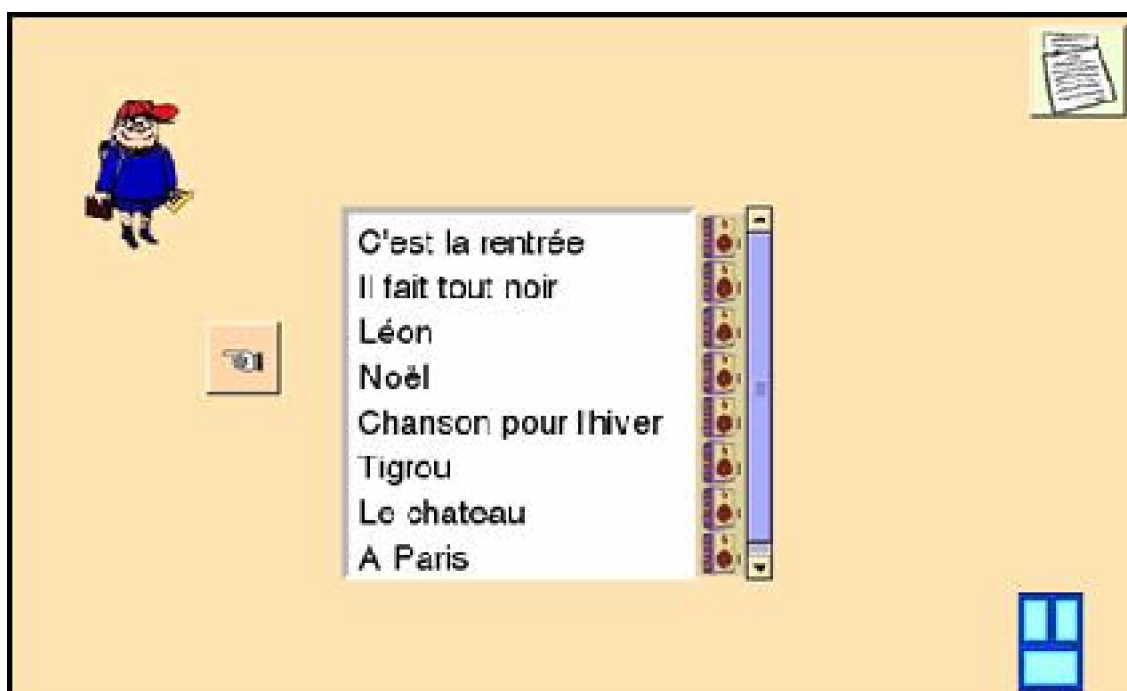 C'est la rentrée
Il fait tout noir
Léon
Noël
Chanson pour l'hiver
Tigrou
Le chateau
A Paris